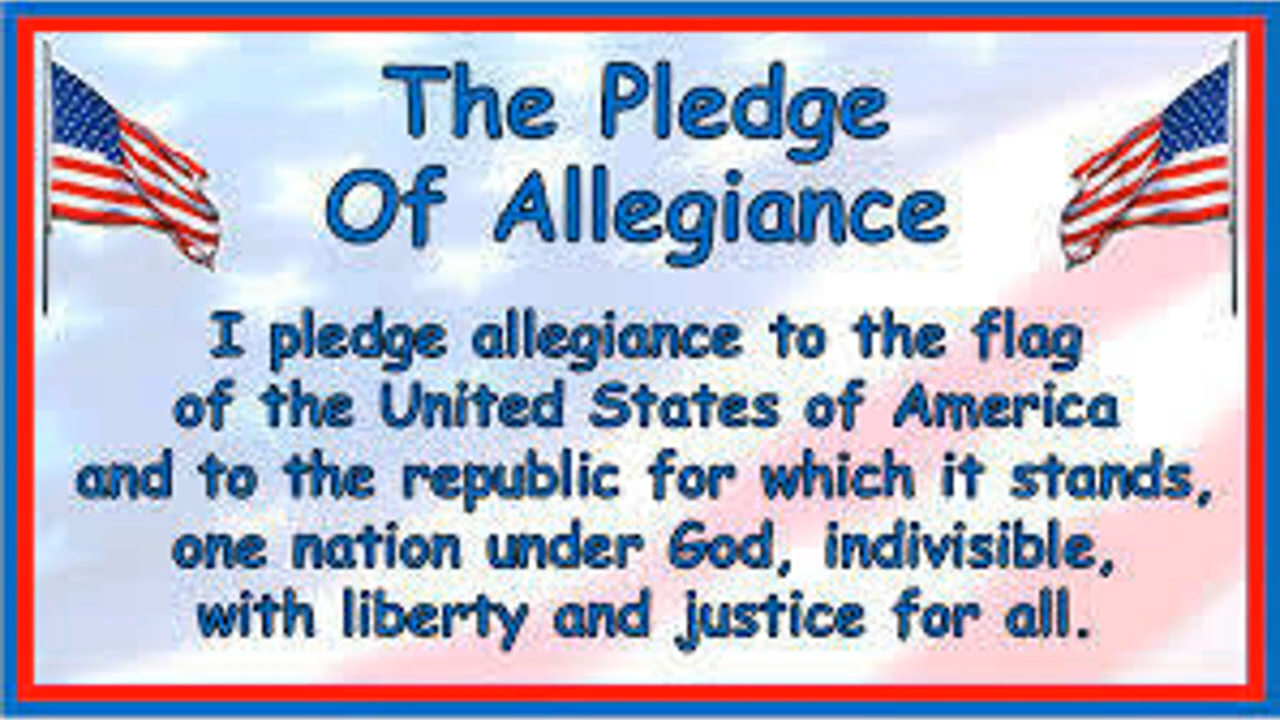 The Pledge
Of Allegiance
I pledge allegiance to the flag
of the United States of America
and to the republic for which it stands,
one nation under God, indivisible,
with liberty and justice for all.